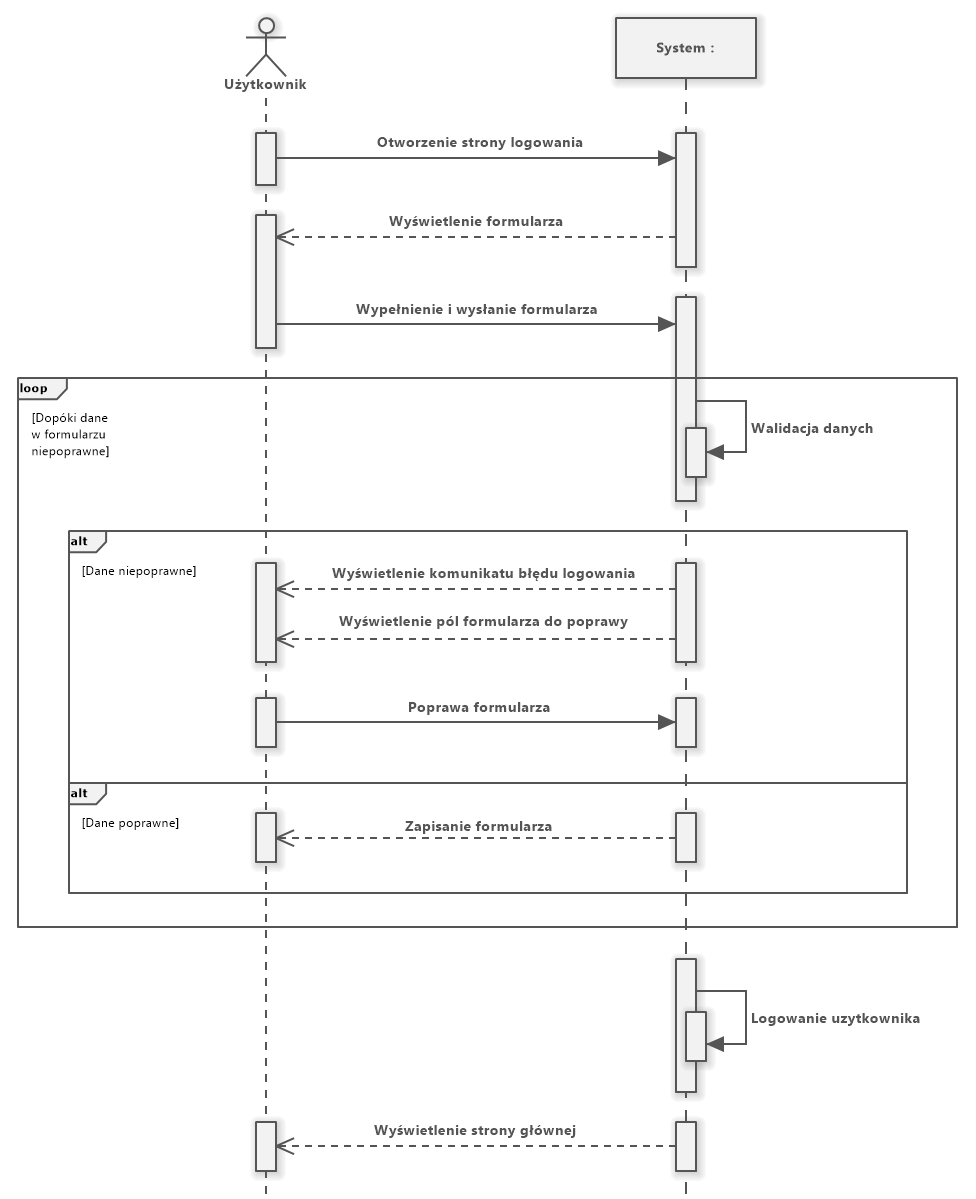 Użytkownik
System :
Otworzenie strony logowania
Wyświetlenie formularza
Wypełnienie i wysłanie formularza
loop
[Dopóki dane
w formularzu
niepoprawne]
Walidacja danych
alt
[Dane niepoprawne]
Wyświetlenie komunikatu błędu logowania
Wyświetlenie pól formularza do poprawy
Poprawa formularza
alt
[Dane poprawne]
Zapisanie formularza
Logowanie uzytkownika
Wyświetlenie strony głównej